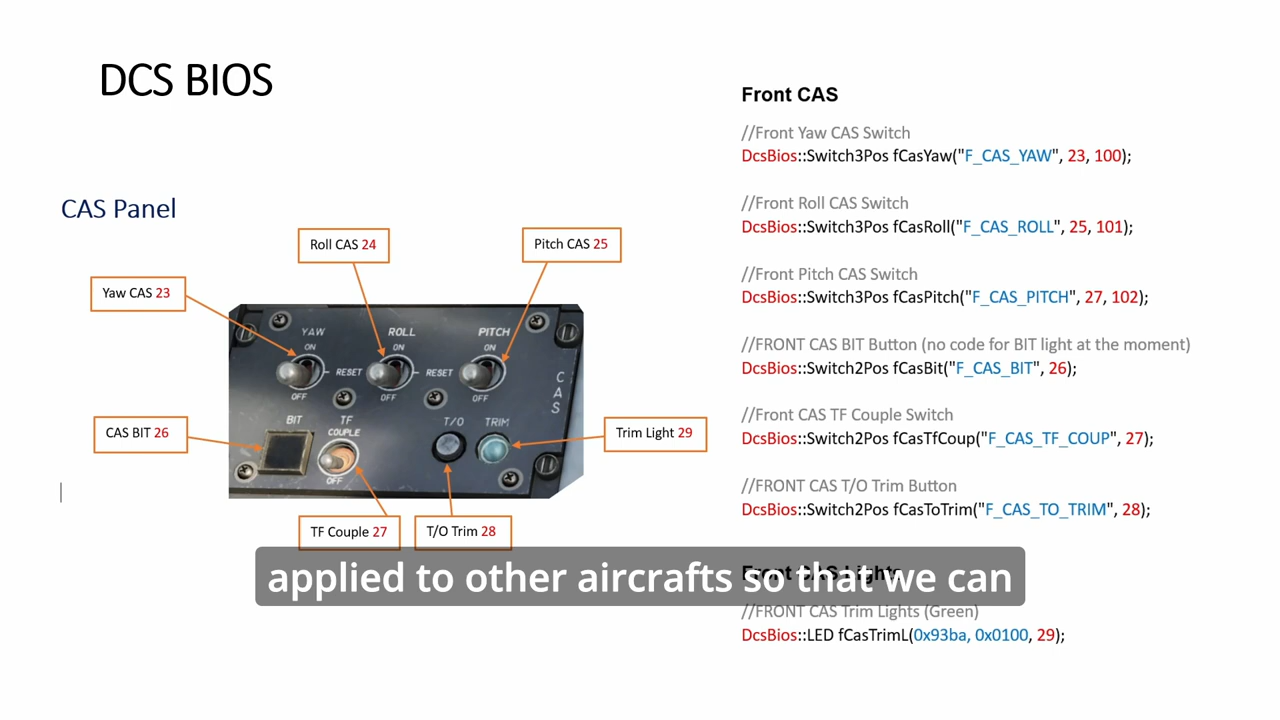 DCS BIOS
CAS Panel
Roll CAS 24
Pitch CAS 25
Yaw CAS 23
YAW
ROLL
PITCH
ON
ON
ON
RESET
RESET
OFF
OFF
OFF
CAS
BIT
TF
COUPLE
T/O
TRIM
OFF
CAS BIT 26
Trim Light 29
TF Couple 27
T/O Trim 28
Front CAS
//Front Yaw CAS Switch
DcsBios::Switch3Pos fCasYaw("F_CAS_YAW", 23, 100);
//Front Roll CAS Switch
DcsBios::Switch3Pos fCasRoll("F_CAS_ROLL", 25, 101);
//Front Pitch CAS Switch
DcsBios::Switch3Pos fCasPitch("F_CAS_PITCH", 27, 102);
//FRONT CAS BIT Button (no code for BIT light at the moment)
DcsBios::Switch2Pos fCasBit("F_CAS_BIT", 26);
//Front CAS TF Couple Switch
DcsBios::Switch2Pos fCasTfCoup("F_CAS_TF_COUP", 27);
//FRONT CAS T/O Trim Button
DcsBios::Switch2Pos fCasToTrim("F_CAS_TO_TRIM", 28);
Front CAS Lights
//FRONT CAS Trim Lights (Green)
DcsBios::LED fCasTrimL(0x93ba, 0x0100, 29);
applied to other aircrafts so that we can